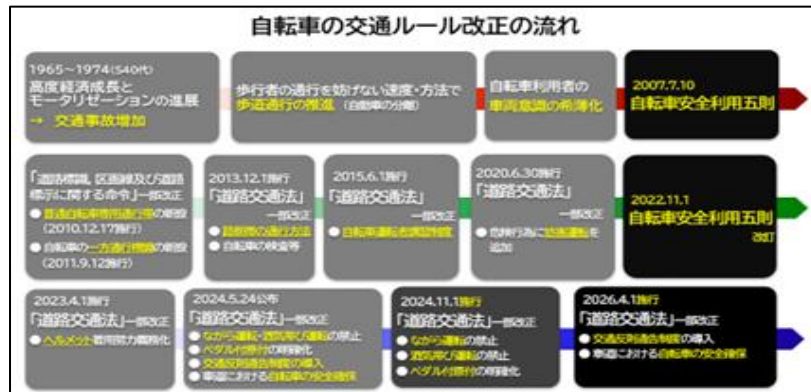 自転車の交通ルール改正の流れ
1965～1974(S40代)
高度経済成長と
モータリゼーションの進展
→ 交通事故増加
歩行者の通行を妨げない速度・方法で
歩道通行の推進 (自動車の分離)
自転車利用者の
車両意識の希薄化
2007.7.10
自転車安全利用五則
「道路標識、区画線及び道路
標示に関する命令」一部改正
●普通自転車専用通行帯の新設
(2010.12.17施行)
●自転車の一方通行標識の新設
(2011.9.12施行)
2013.12.1施行
「道路交通法」
一部改正
●路側帯の通行方法
●自転車の検査等
2015.6.1施行
「道路交通法」
一部改正
●自転車運転者講習制度
2020.6.30施行
「道路交通法」
一部改正
●危険行為に妨害運転を
追加
2022.11.1
自転車安全利用五則
改訂
2023.4.1施行
「道路交通法」一部改正
●ヘルメット着用努力義務化
2024.5.24公布
「道路交通法」一部改正
●ながら運転・酒気帯び運転の禁止
●ペダル付原付の明確化
●交通反則通告制度の導入
●車道における自転車の安全確保
2024.11.1施行
「道路交通法」一部改正
●ながら運転の禁止
●酒気帯び運転の禁止
●ペダル付原付の明確化
2026.4.1施行
「道路交通法」一部改正
●交通反則通告制度の導入
●車道における自転車の安全確保